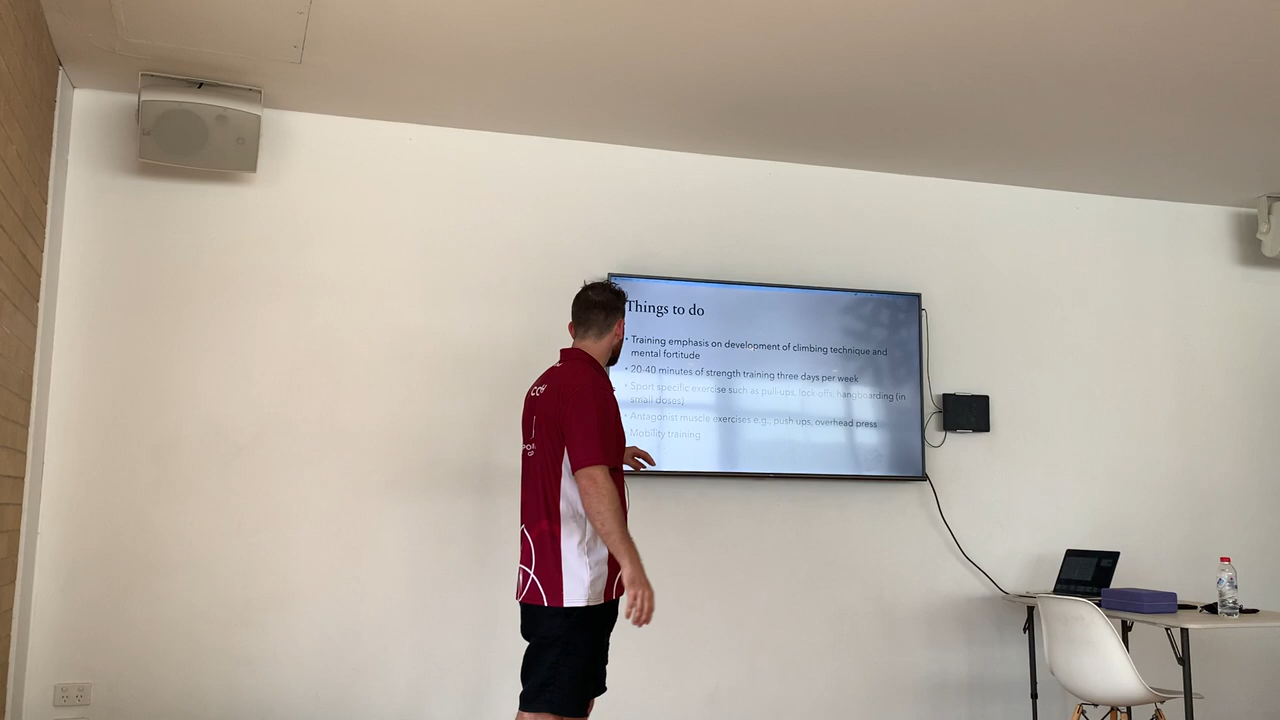 Things to do
• Training emphasis on development of climbing technique and
mental fortitude
• 20-40 minutes of strength training three days per week
• Sport specific exercise such as pull-ups, lock-offs, hangboarding (in
small doses)
• Antagonist muscle exercises e.g., push ups, overhead press
• Mobility training